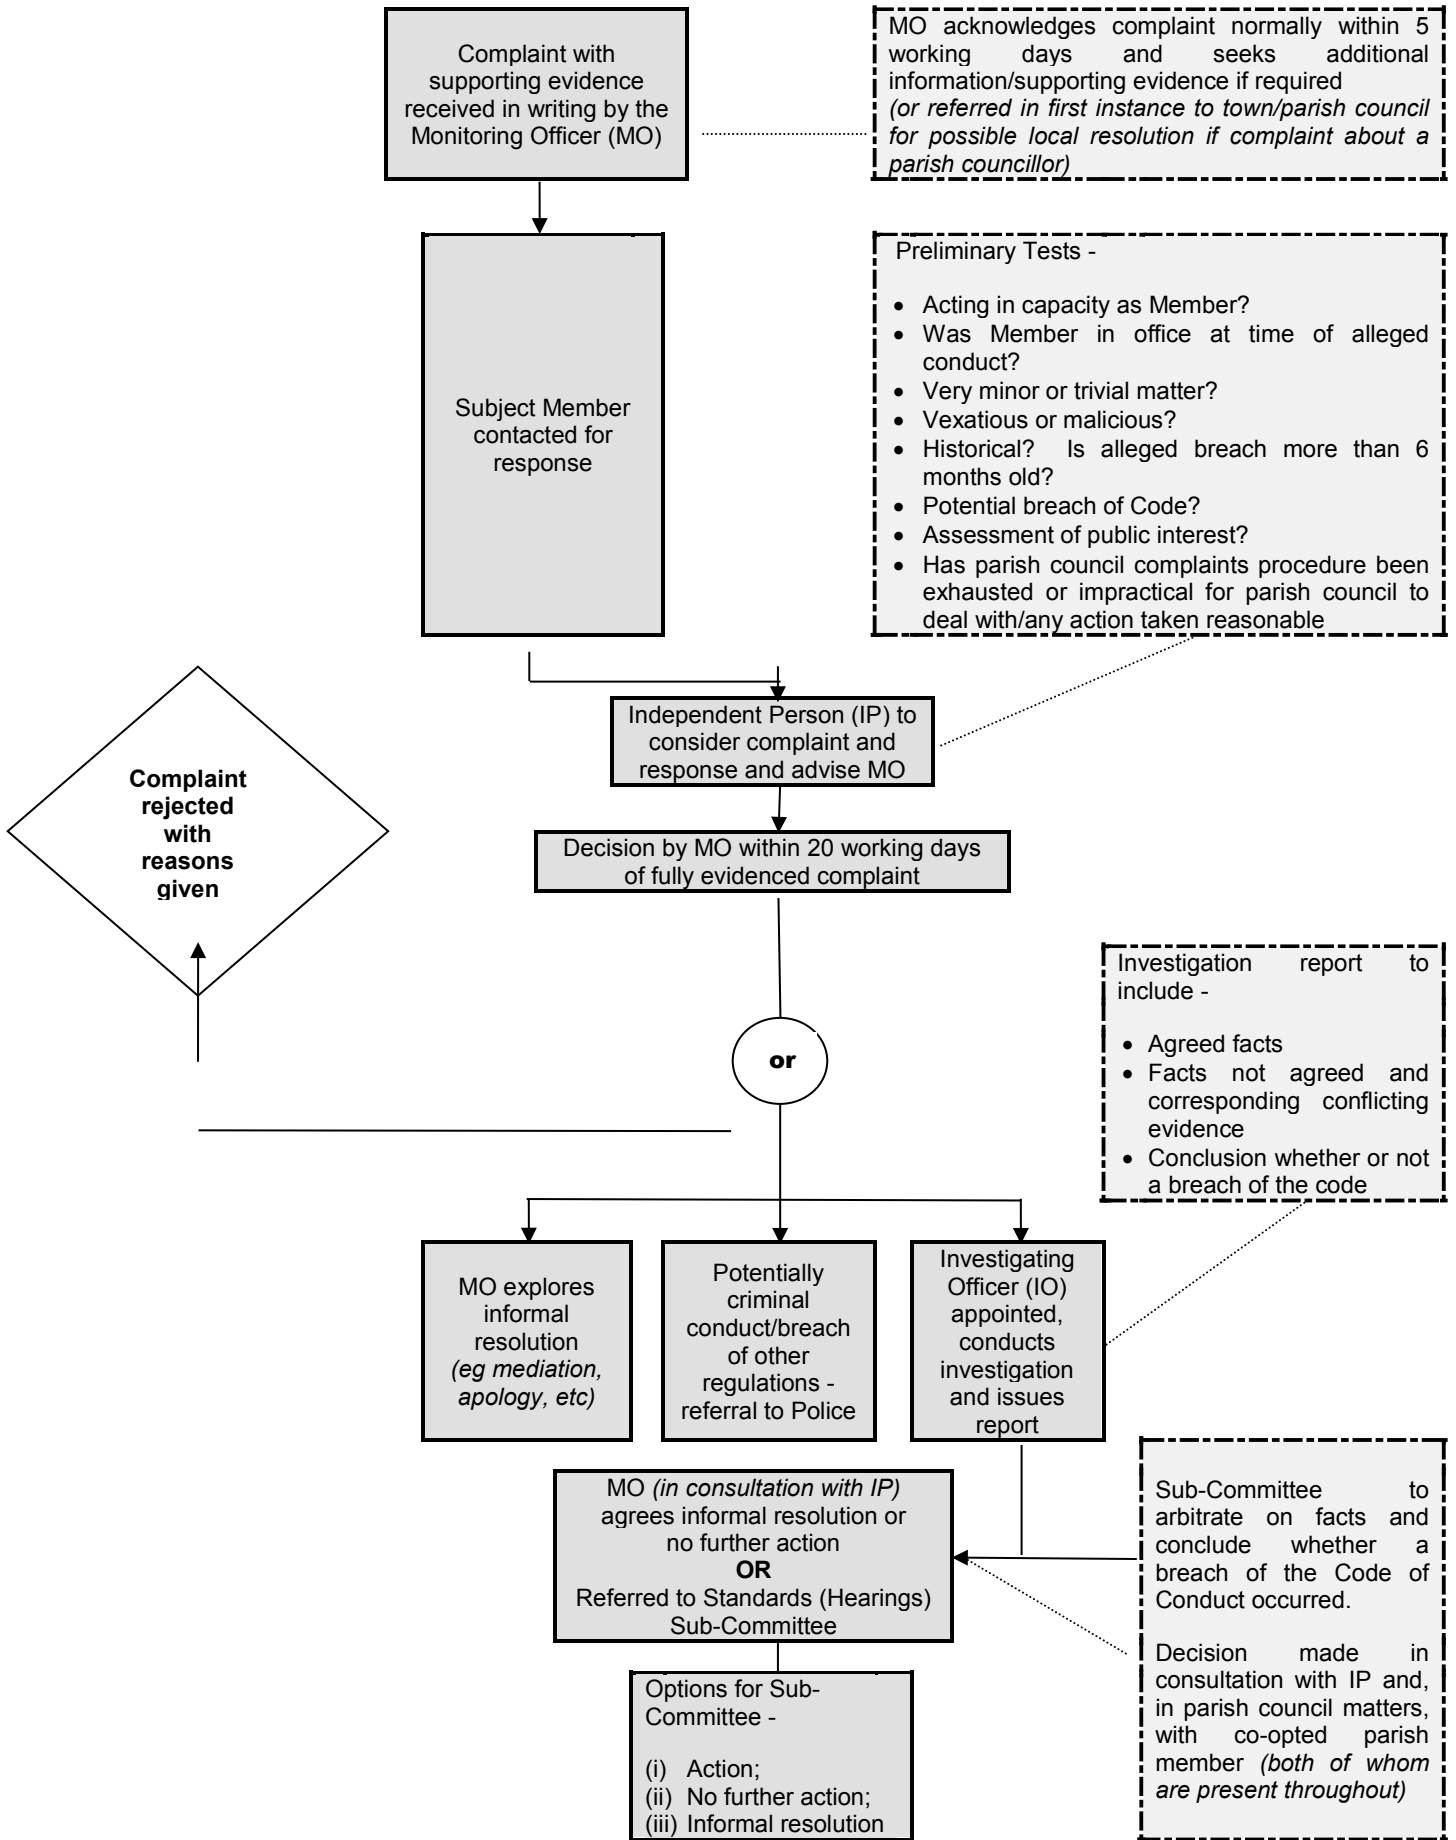 Complaint with
supporting evidence
received in writing by the
Monitoring Officer (MO)
MO acknowledges complaint normally within 5
working days and seeks additional
information/supporting evidence if required
(or referred in first instance to town/parish council
for possible local resolution if complaint about a
parish councillor)
Subject Member
contacted for
response
Preliminary Tests -
• Acting in capacity as Member?
• Was Member in office at time of alleged
conduct?
• Very minor or trivial matter?
• Vexatious or malicious?
• Historical? Is alleged breach more than 6
months old?
• Potential breach of Code?
• Assessment of public interest?
• Has parish council complaints procedure been
exhausted or impractical for parish council to
deal with/any action taken reasonable
Independent Person (IP) to
consider complaint and
response and advise MO
Complaint
rejected
with
reasons
given
Decision by MO within 20 working days
of fully evidenced complaint
or
Investigation report to
include -
• Agreed facts
• Facts not agreed and
corresponding conflicting
evidence
• Conclusion whether or not
a breach of the code
MO explores
informal
resolution
(eg mediation,
apology, etc)
Potentially
criminal
conduct/breach
of other
regulations -
referral to Police
Investigating
Officer (IO)
appointed,
conducts
investigation
and issues
report
MO (in consultation with IP)
agrees informal resolution or
no further action
OR
Referred to Standards (Hearings)
Sub-Committee
Sub-Committee to
arbitrate on facts and
conclude whether a
breach of the Code of
Conduct occurred.
Decision made in
consultation with IP and,
in parish council matters,
with co-opted parish
member (both of whom
are present throughout)
Options for Sub-
Committee -
(i) Action;
(ii) No further action;
(iii) Informal resolution